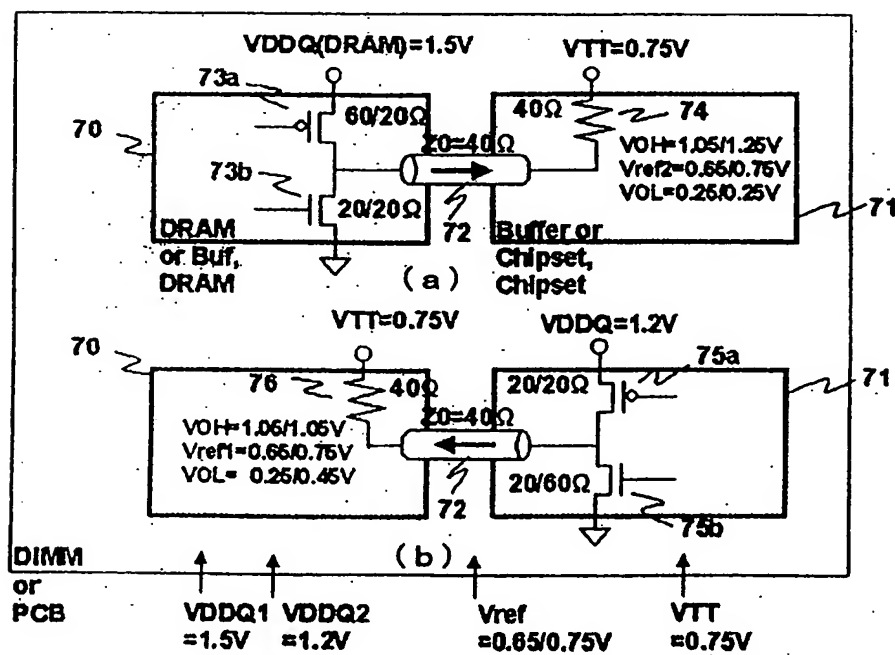 VDDQ(DRAM)=1.5V
VTT=0.75V
73a
70
60/20Ω
40Ω
74
Z0=40Ω
VOH=1.05/1.25V
Vref2=0.65/0.75V
VOL=0.25/0.25V
73b
20/20Ω
72
71
DRAM
or Buf,
DRAM
Buffer or
Chipset,
Chipset
(a)
VTT=0.75V
VDDQ=1.2V
70
76
40Ω
20/20Ω
75a
71
Z0=40Ω
VOH=1.05/1.05V
Vref1=0.65/0.75V
VOL= 0.25/0.45V
20/60Ω
72
75b
(b)
DIMM
or
PCB
VDDQ1
=1.5V
VDDQ2
=1.2V
Vref
=0.65/0.75V
VTT
=0.75V